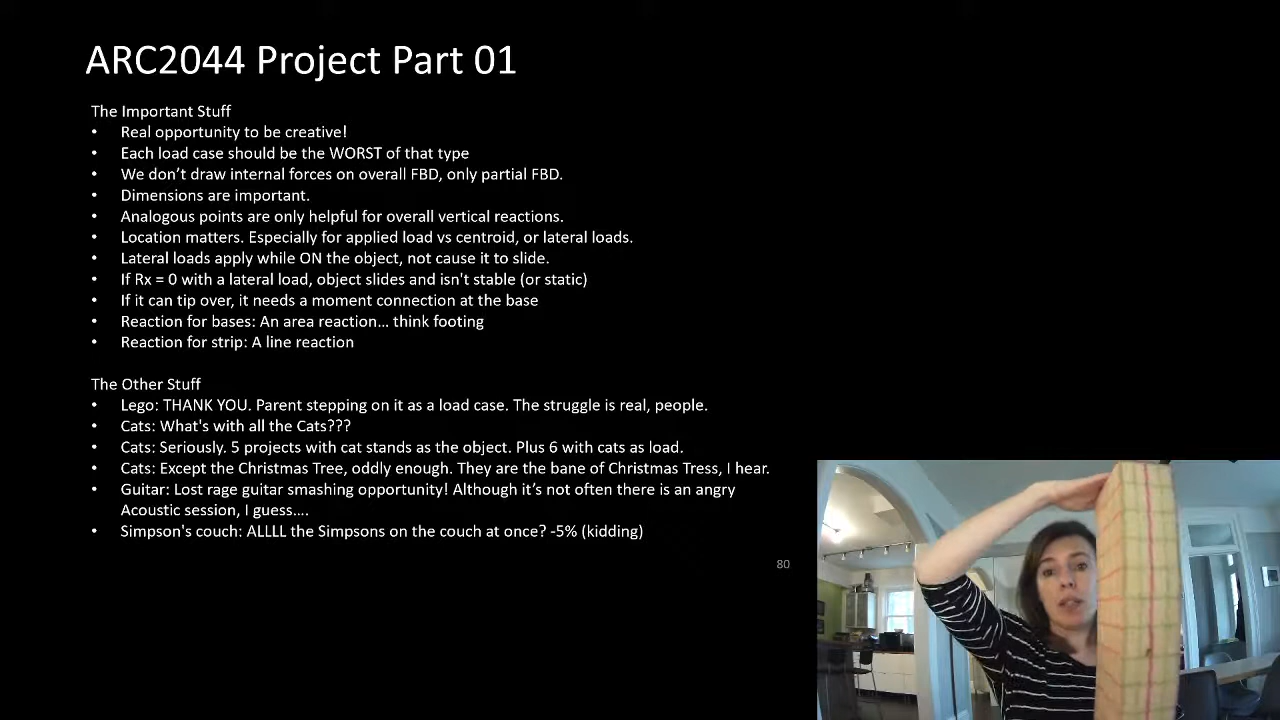 ARC2044 Project Part 01
The Important Stuff
• Real opportunity to be creative!
• Each load case should be the WORST of that type
• We don’t draw internal forces on overall FBD, only partial FBD.
• Dimensions are important.
• Analogous points are only helpful for overall vertical reactions.
• Location matters. Especially for applied load vs centroid, or lateral loads.
• Lateral loads apply while ON the object, not cause it to slide.
• If Rx = 0 with a lateral load, object slides and isn't stable (or static)
• If it can tip over, it needs a moment connection at the base
• Reaction for bases: An area reaction… think footing
• Reaction for strip: A line reaction
The Other Stuff
• Lego: THANK YOU. Parent stepping on it as a load case. The struggle is real, people.
• Cats: What's with all the Cats???
• Cats: Seriously. 5 projects with cat stands as the object. Plus 6 with cats as load.
• Cats: Except the Christmas Tree, oddly enough. They are the bane of Christmas Tress, I hear.
• Guitar: Lost rage guitar smashing opportunity! Although it’s not often there is an angry
Acoustic session, I guess….
• Simpson's couch: ALLLL the Simpsons on the couch at once? -5% (kidding)
80